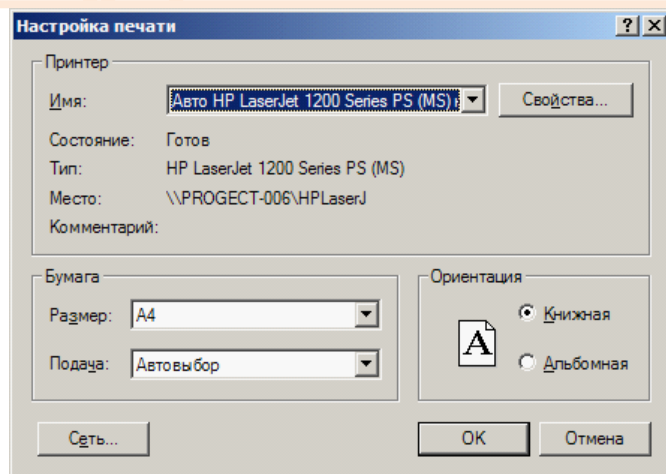 Настройка печати
Принтер
Имя: Авто HP LaserJet 1200 Series PS (MS) Свойства...
Состояние: Готов
Тип: HP LaserJet 1200 Series PS (MS)
Место: \\PROGECT-006\HPLaserJ
Комментарий:
Бумага Ориентация
Размер: A4 Книжная
A
Подача: Автовыбор Альбомная
Сеть... OK Отмена